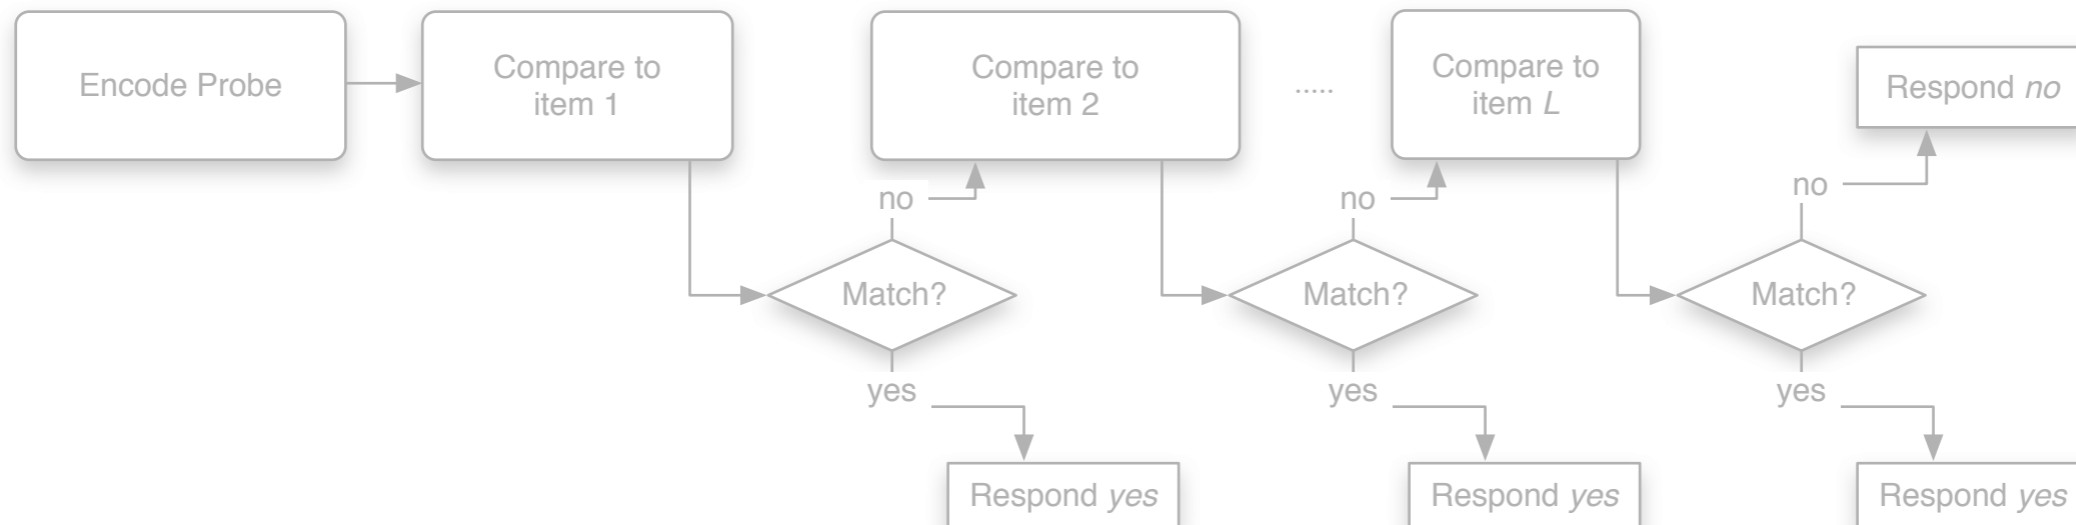 Encode Probe
Compare to
item 1
Compare to
item 2
.....
Compare to
item L
Respond no
no
no
no
Match?
Match?
Match?
yes
yes
yes
Respond yes
Respond yes
Respond yes